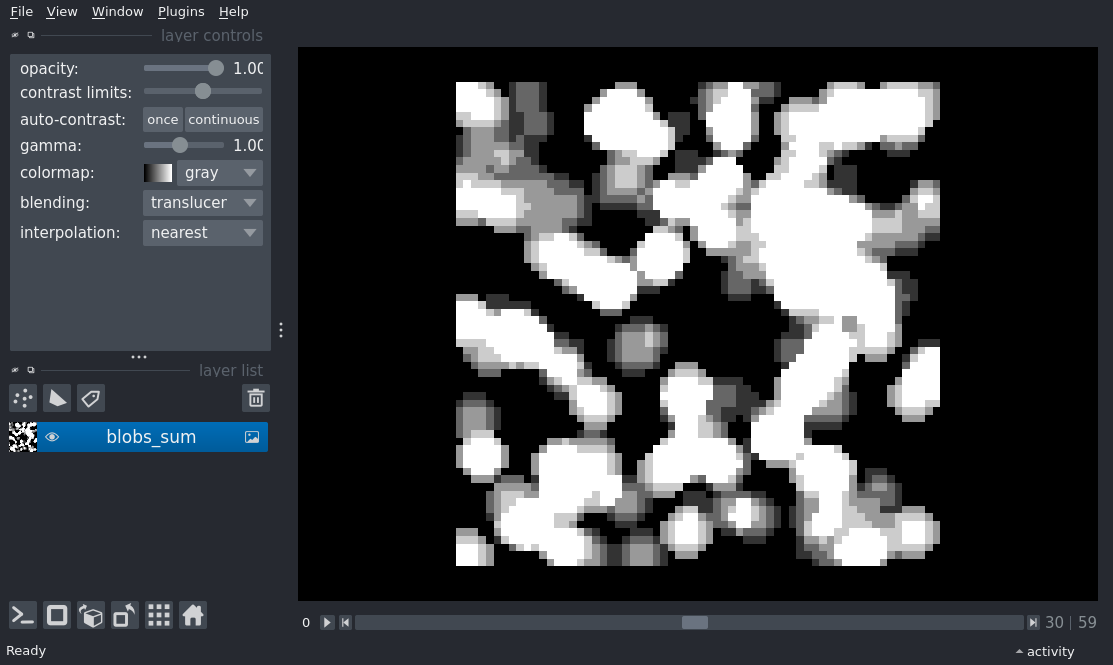 File View Window Plugins Help
layer controls
opacity: 1.00
contrast limits:
auto-contrast: once continuous
gamma: 1.00
colormap: gray
blending: translucer
interpolation: nearest
layer list
blobs_sum
0 30 | 59
Ready activity